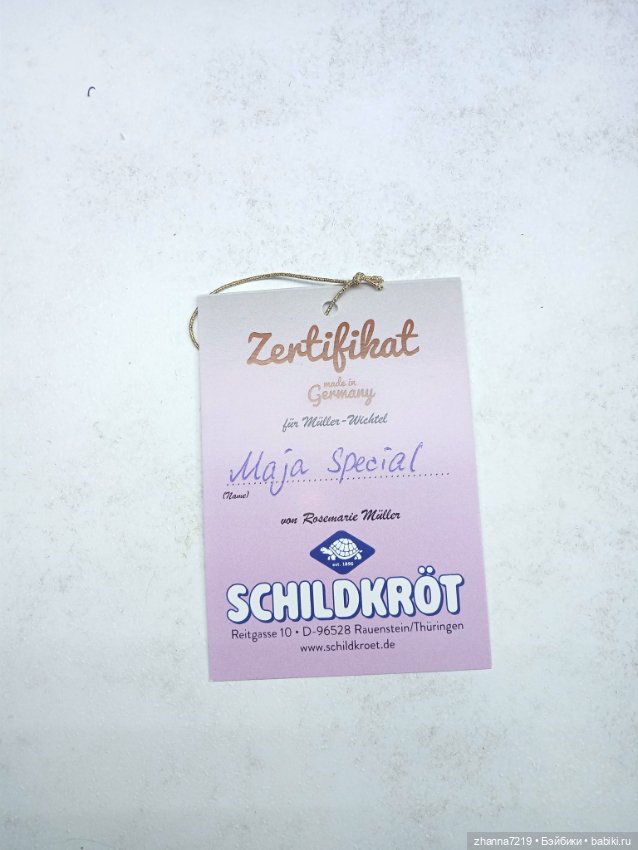 Zertifikat
made in
Germany
für Müller-Wichtel
Maja Special
(Name)
von Rosemarie Müller
est. 1896
SCHILDKRÖT
Reitgasse 10 • D-96528 Rauenstein/Thüringen
www.schildkroet.de
zhanna7219 • Бэйбики • babiki.ru